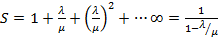 S = 1 + λ/μ + (λ/μ)² + ⋯∞ = 1/(1−λ/μ)